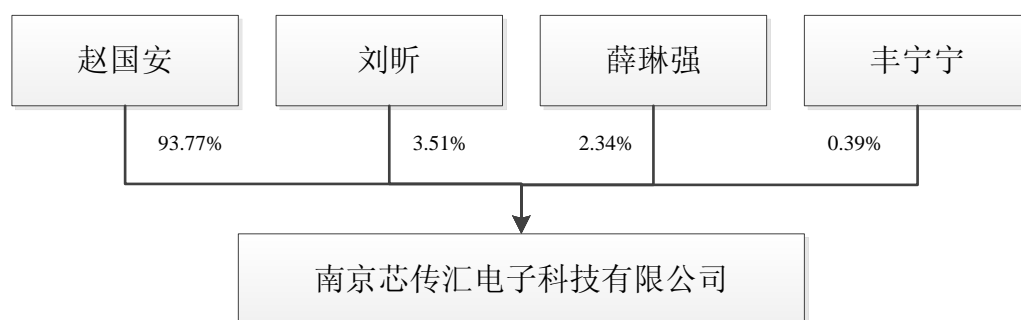 赵国安
刘昕
薛琳强
丰宁宁
93.77%
3.51%
2.34%
0.39%
南京芯传汇电子科技有限公司